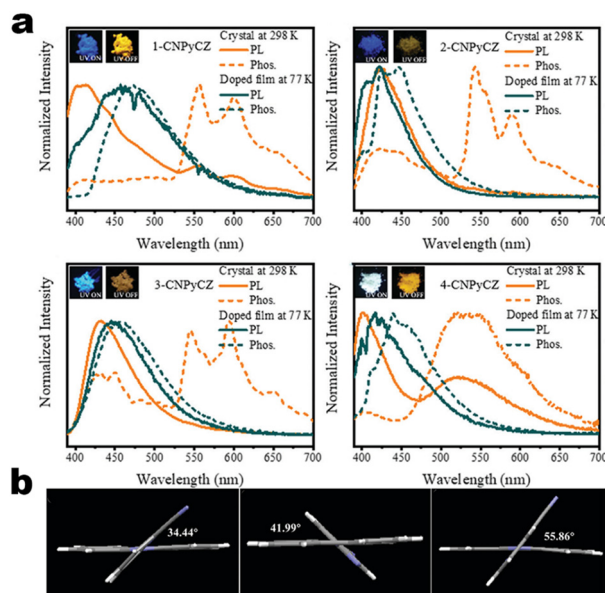 a
1-CNPyCZ
UV ON UV OFF
Crystal at 298 K
PL
Phos.
Doped film at 77 K
PL
Phos.
Normalized Intensity
400 450 500 550 600 650 700
Wavelength (nm)
2-CNPyCZ
UV ON UV OFF
Crystal at 298 K
PL
Phos.
Doped film at 77 K
PL
Phos.
Normalized Intensity
400 450 500 550 600 650 700
Wavelength (nm)
3-CNPyCZ
UV ON UV OFF
Crystal at 298 K
PL
Phos.
Doped film at 77 K
PL
Phos.
Normalized Intensity
400 450 500 550 600 650 700
Wavelength (nm)
4-CNPyCZ
UV ON UV OFF
Crystal at 298 K
PL
Phos.
Doped film at 77 K
PL
Phos.
Normalized Intensity
400 450 500 550 600 650 700
Wavelength (nm)
b
34.44°
41.99°
55.86°